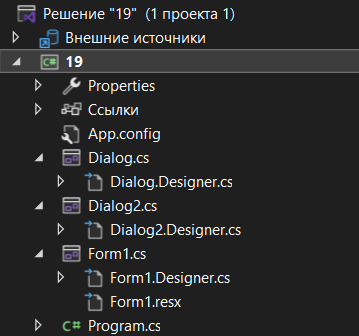 Решение "19" (1 проекта 1)
Внешние источники
C# 19
Properties
Ссылки
App.config
Dialog.cs
Dialog.Designer.cs
Dialog2.cs
Dialog2.Designer.cs
Form1.cs
Form1.Designer.cs
Form1.resx
C# Program.cs